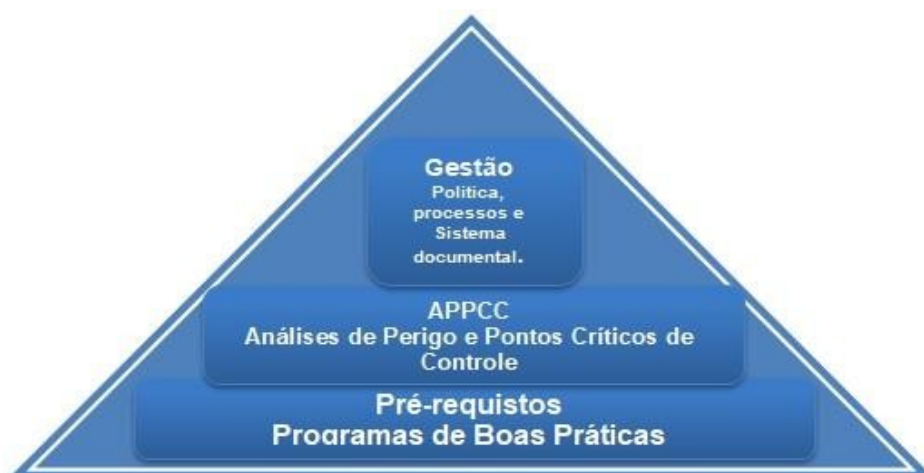 Gestão
Politica,
processos e
Sistema
documental.
APPCC
Análises de Perigo e Pontos Críticos de
Controle
Pré-requistos
Programas de Boas Práticas